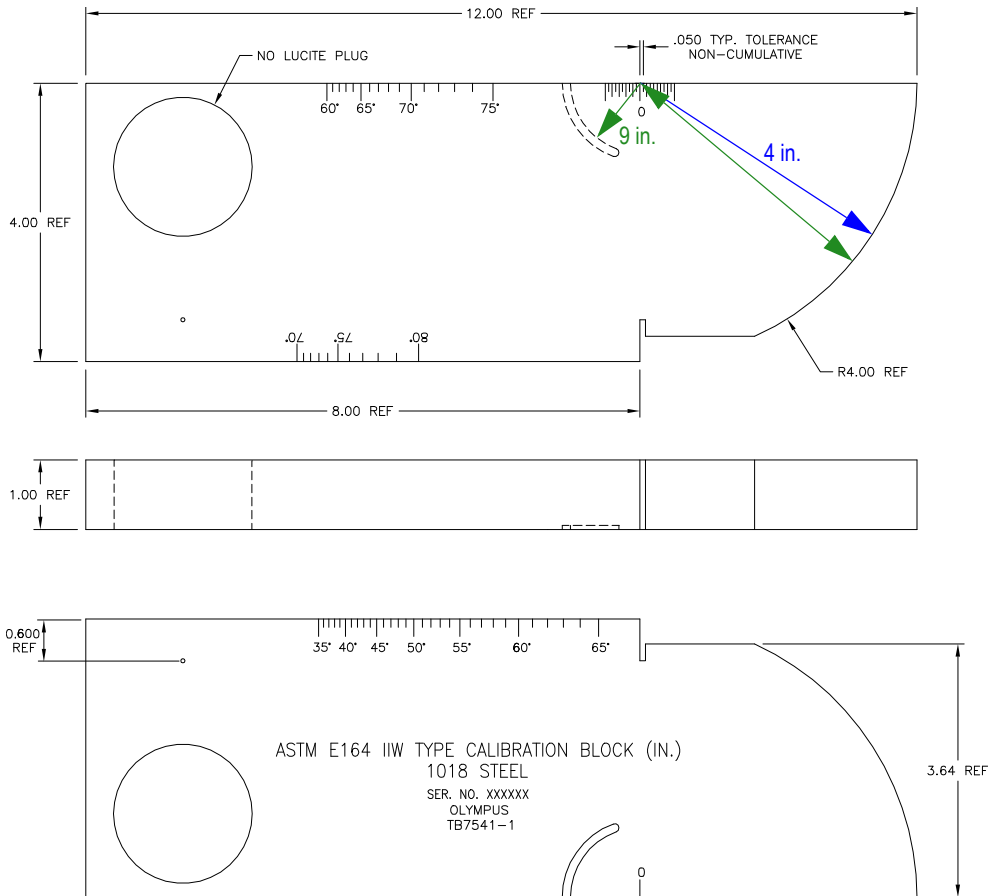 12.00 REF
.050 TYP. TOLERANCE
NON-CUMULATIVE
NO LUCITE PLUG
60° 65° 70° 75°
0
9 in.
4 in.
4.00 REF
70° 75° 80°
R4.00 REF
8.00 REF
1.00 REF
0.600
REF
35° 40° 45° 50° 55° 60° 65°
ASTM E164 IIW TYPE CALIBRATION BLOCK (IN.)
1018 STEEL
SER. NO. XXXXXX
OLYMPUS
TB7541-1
3.64 REF
0